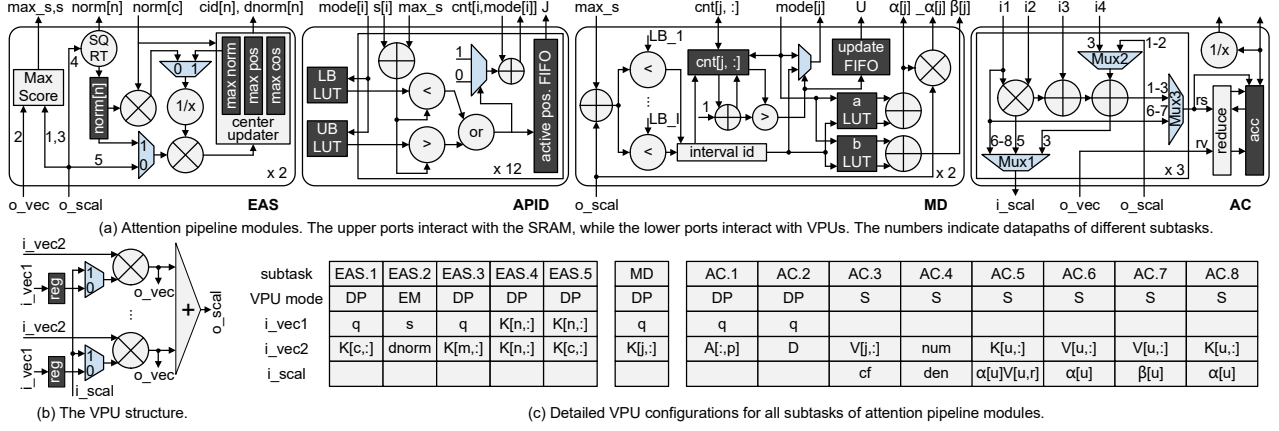 max_s,s norm[n] norm[c] cid[n], dnorm[n] mode[i] s[i] max_s cnt[i,mode[i]] J max_s cnt[j, :] mode[j] U α[j] _α[j] β[j] i1 i2 i3 i4
SQ
RT
4
Max
Score
norm[n]
0 1
1/x
1
0
max norm
max pos
max cos
center
updater
2
1,3
5
x 2
o_vec o_scal EAS
LB
LUT
UB
LUT
<
>
or
1
0
active pos. FIFO
x 12
APID
LB_1
<
...
LB_I
<
cnt[j, :]
1
>
interval id
update
FIFO
a
LUT
b
LUT
x 2
o_scal MD
3
1-2
Mux2
1/x
1-3
6-7
Mux3
rs
rv
6-8
5
3
Mux1
reduce
acc
x 3
i_scal o_vec o_scal AC
(a) Attention pipeline modules. The upper ports interact with the SRAM, while the lower ports interact with VPUs. The numbers indicate datapaths of different subtasks.
i_vec2
i_vec1
reg
1
0
o_vec
...
i_vec2
i_vec1
reg
1
0
o_vec
i_scal
+
o_scal
(b) The VPU structure.
subtask EAS.1 EAS.2 EAS.3 EAS.4 EAS.5 MD AC.1 AC.2 AC.3 AC.4 AC.5 AC.6 AC.7 AC.8
VPU mode DP EM DP DP DP DP DP DP S S S S S S
i_vec1 q s q K[n,:] K[n,:] q q q
i_vec2 K[c,:] dnorm K[m,:] K[n,:] K[c,:] K[j,:] A[:,p] D V[j,:] num K[u,:] V[u,:] V[u,:] K[u,:]
i_scal cf den α[u]V[u,r] α[u] β[u] α[u]
(c) Detailed VPU configurations for all subtasks of attention pipeline modules.